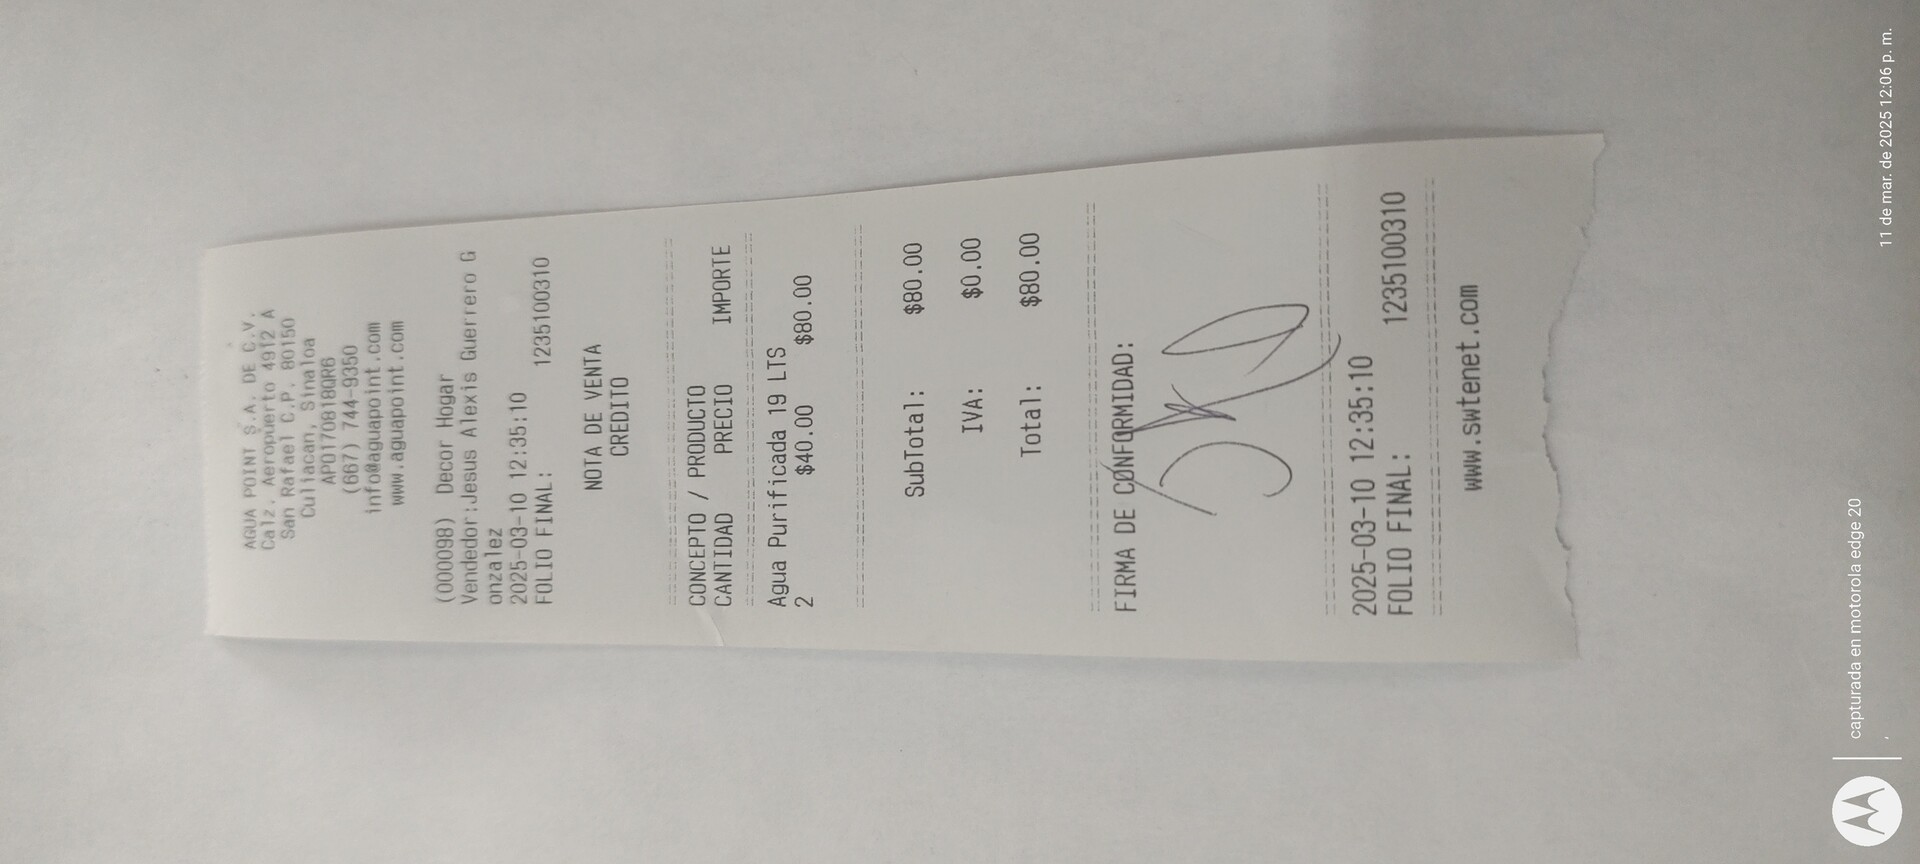 AGUA POINT S.A. DE C.V.
Calz. Aeropuerto 4912 A
San Rafael C.P. 80150
Culiacan, Sinaloa
APO170818QR6
(667) 744-9350
info@aguapoint.com
www.aguapoint.com
(000098) Decor Hogar
Vendedor:Jesus Alexis Guerrero G
onzalez
2025-03-10 12:35:10
FOLIO FINAL: 1235100310
NOTA DE VENTA
CREDITO
CONCEPTO / PRODUCTO
CANTIDAD PRECIO IMPORTE
Agua Purificada 19 LTS
2 $40.00 $80.00
SubTotal: $80.00
IVA: $0.00
Total: $80.00
FIRMA DE CONFORMIDAD:
2025-03-10 12:35:10
FOLIO FINAL: 1235100310
www.swtenet.com
capturada en motorola edge 20
11 de mar. de 2025 12:06 p. m.